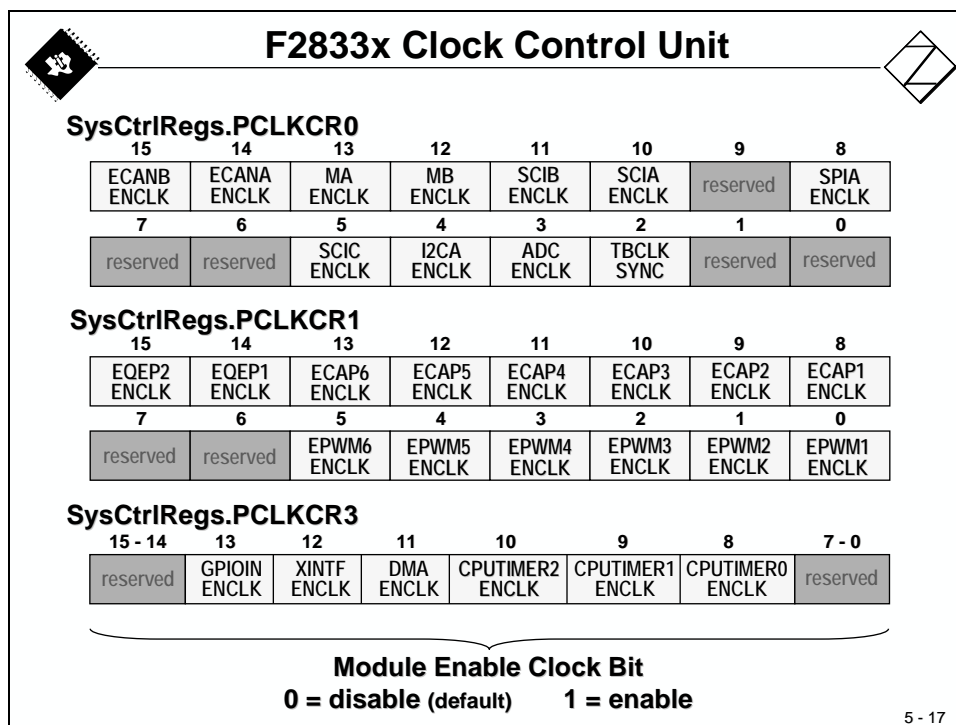 F2833x Clock Control Unit
SysCtrlRegs.PCLKCR0
15 14 13 12 11 10 9 8
ECANB ENCLK ECANA ENCLK MA ENCLK MB ENCLK SCIB ENCLK SCIA ENCLK reserved SPIA ENCLK
7 6 5 4 3 2 1 0
reserved reserved SCIC ENCLK I2CA ENCLK ADC ENCLK TBCLK SYNC reserved reserved
SysCtrlRegs.PCLKCR1
15 14 13 12 11 10 9 8
EQEP2 ENCLK EQEP1 ENCLK ECAP6 ENCLK ECAP5 ENCLK ECAP4 ENCLK ECAP3 ENCLK ECAP2 ENCLK ECAP1 ENCLK
7 6 5 4 3 2 1 0
reserved reserved EPWM6 ENCLK EPWM5 ENCLK EPWM4 ENCLK EPWM3 ENCLK EPWM2 ENCLK EPWM1 ENCLK
SysCtrlRegs.PCLKCR3
15 - 14 13 12 11 10 9 8 7 - 0
reserved GPIOIN ENCLK XINTF ENCLK DMA ENCLK CPUTIMER2 ENCLK CPUTIMER1 ENCLK CPUTIMER0 ENCLK reserved
Module Enable Clock Bit
0 = disable (default) 1 = enable
5 - 17